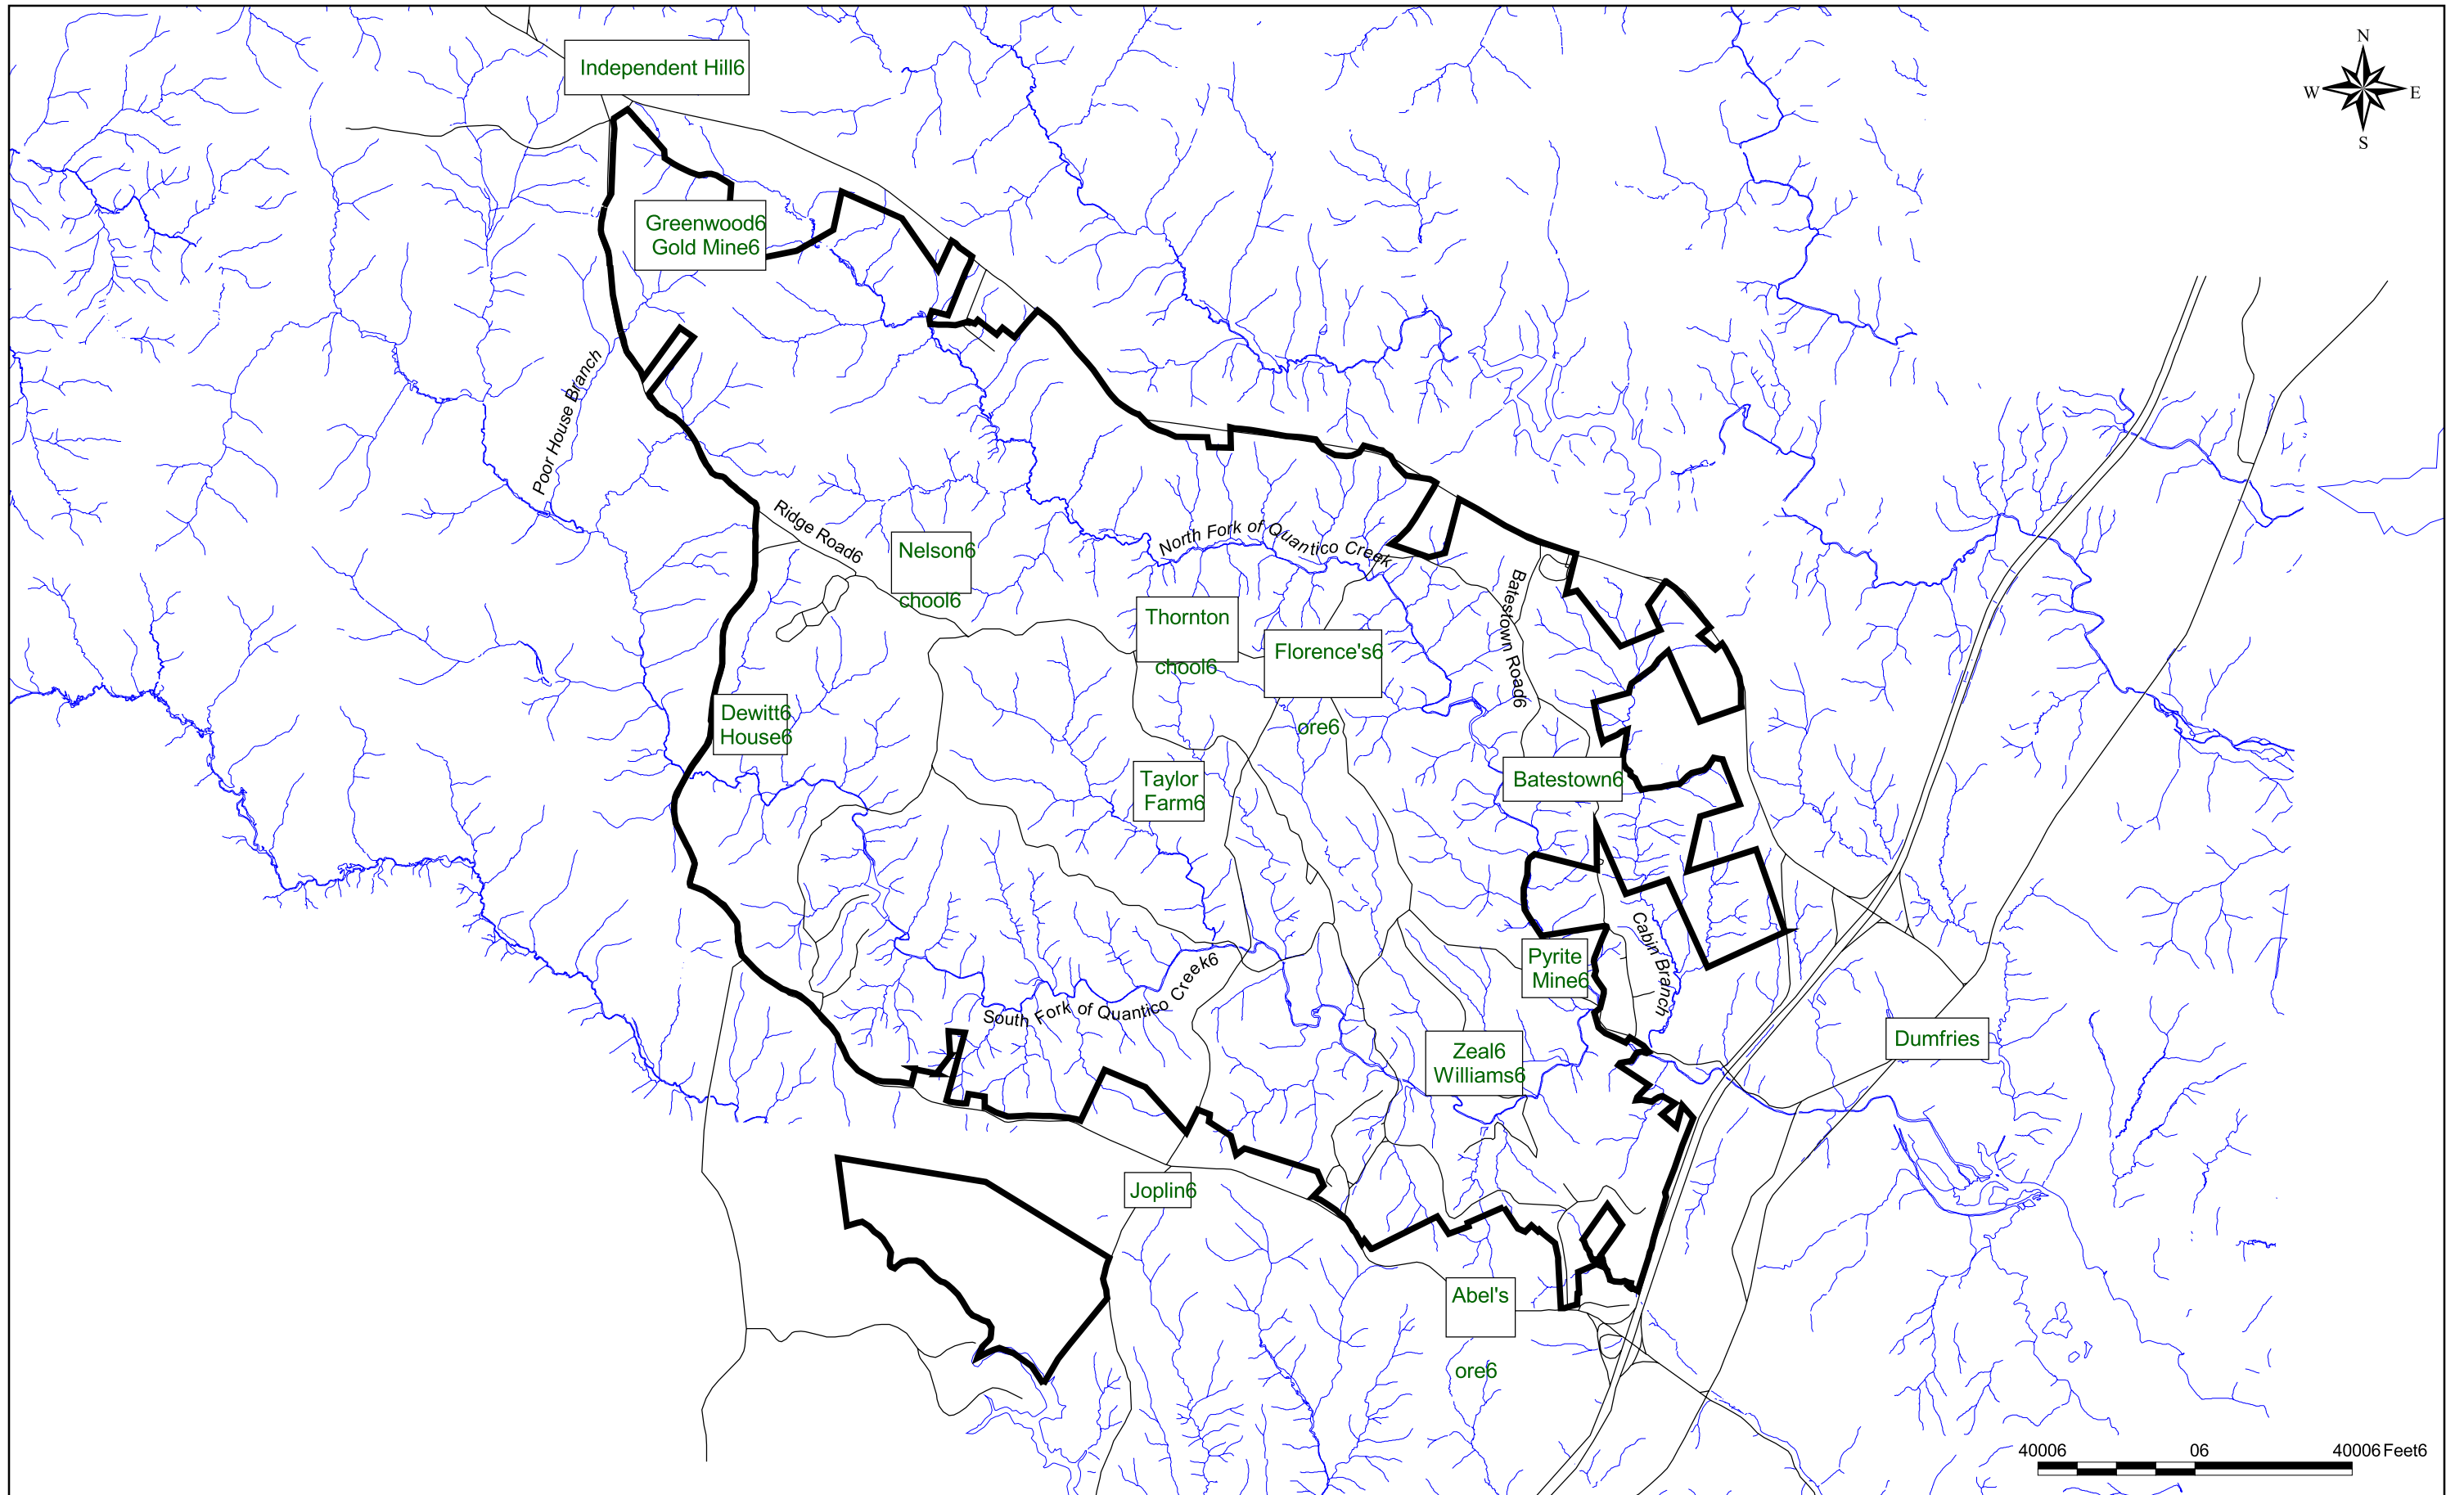 N
W E
S
Independent Hill6
Greenwood6
Gold Mine6
Poor House Branch
Ridge Road6
Nelson6
chool6
North Fork of Quantico Creek
Thornton
chool6
Florence's6
ore6
Batestown Road6
Dewitt6
House6
Taylor
Farm6
Batestown6
Pyrite
Mine6
Cabin Branch
South Fork of Quantico Creek6
Zeal6
Williams6
Dumfries
Joplin6
Abel's
ore6
40006 06 40006 Feet6